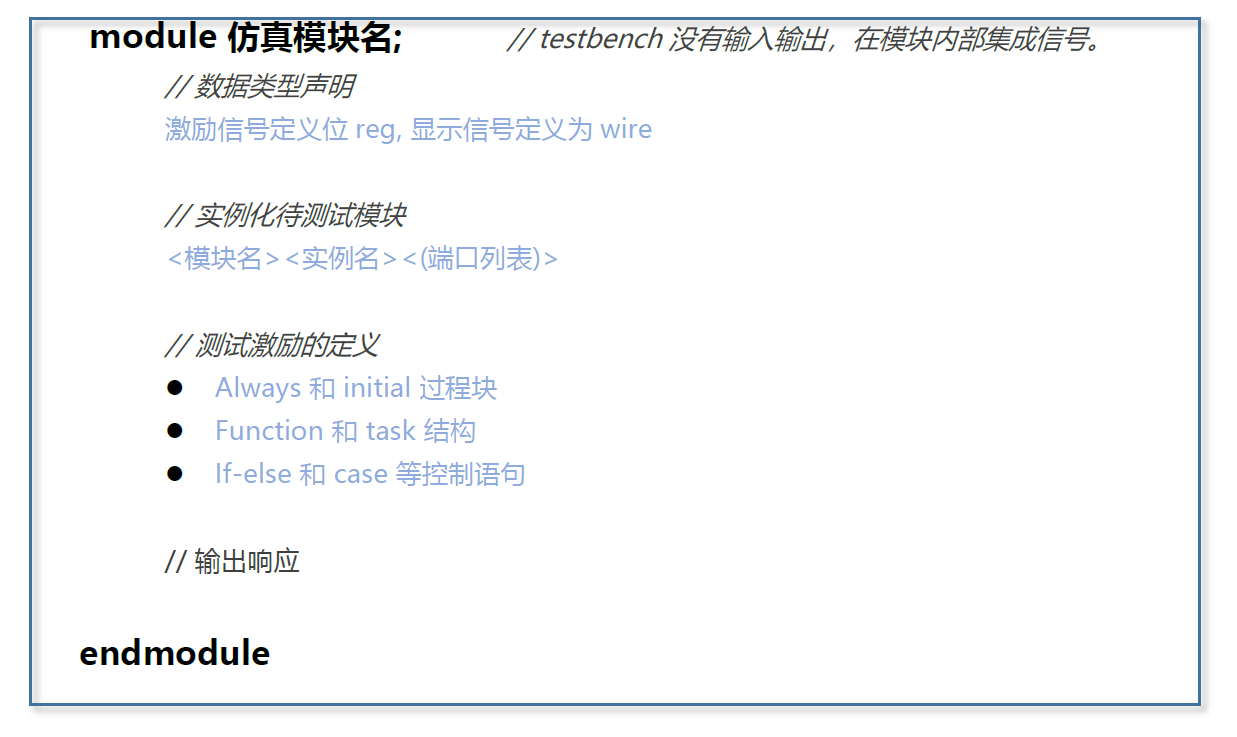 module 仿真模块名; // testbench 没有输入输出，在模块内部集成信号。
// 数据类型声明
激励信号定义位 reg, 显示信号定义为 wire
// 实例化待测试模块
<模块名><实例名><(端口列表)>
// 测试激励的定义
● Always 和 initial 过程块
● Function 和 task 结构
● If-else 和 case 等控制语句
// 输出响应
endmodule